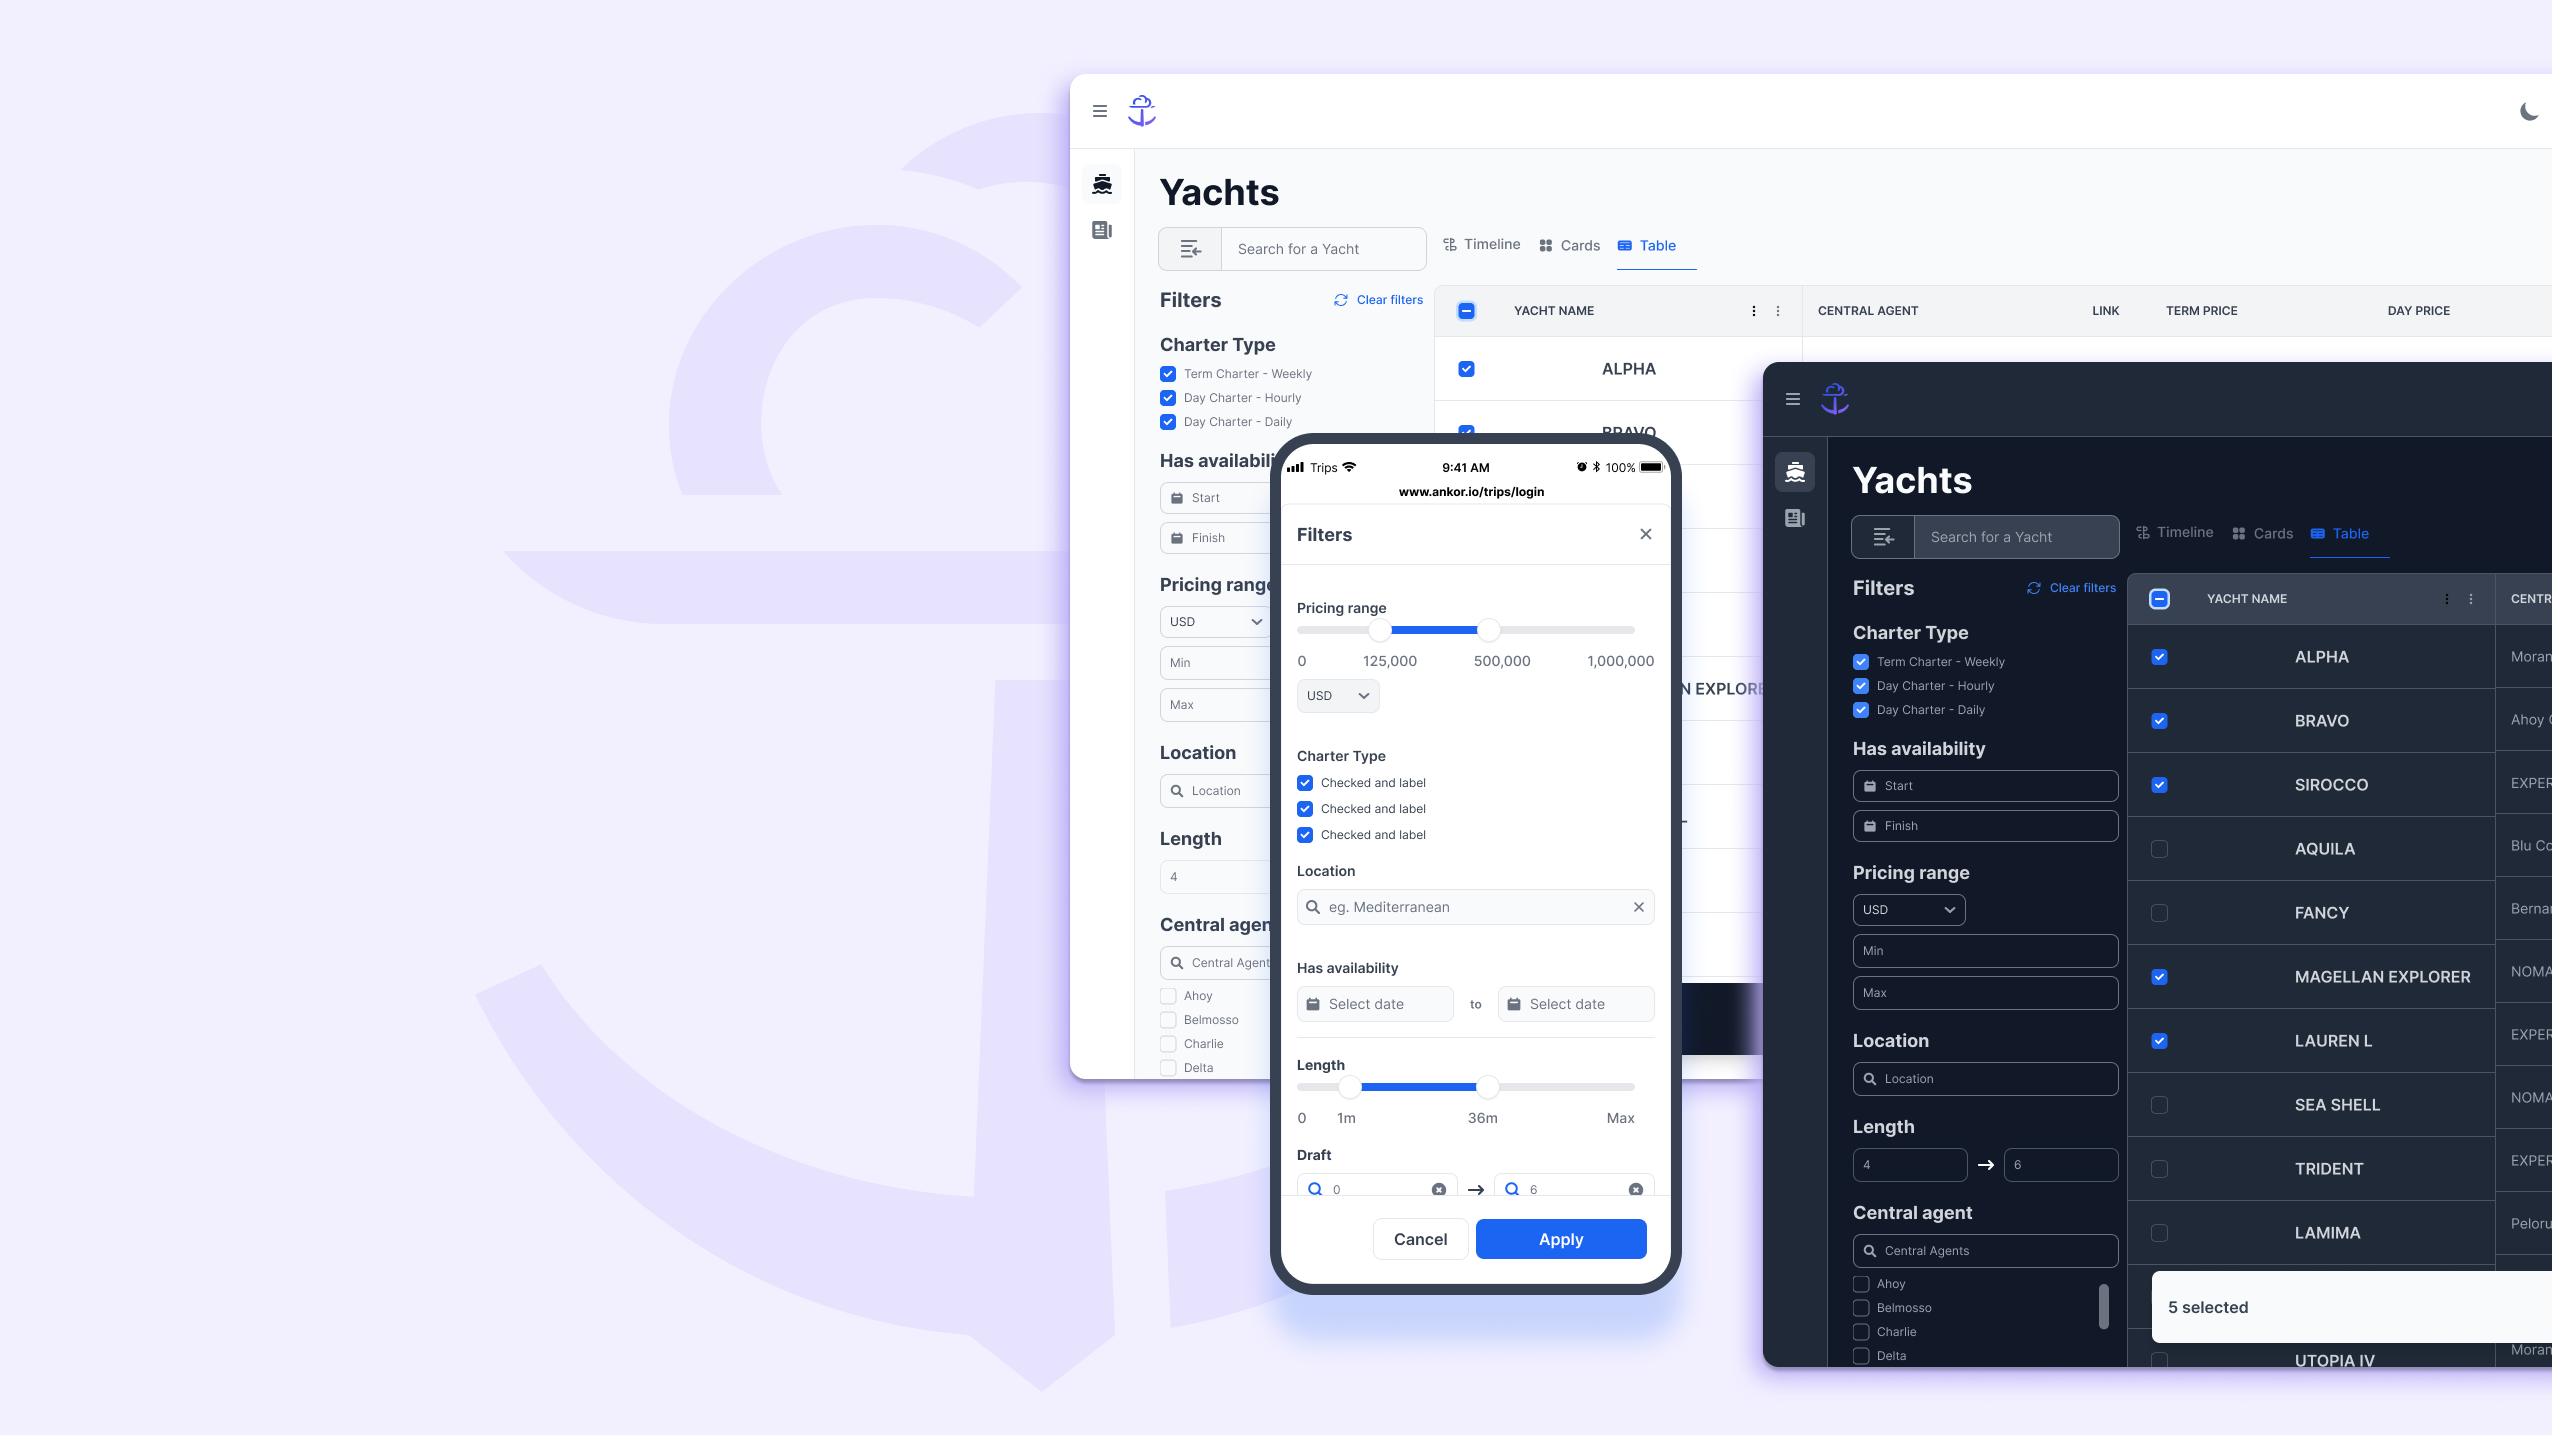 Yachts
Search for a Yacht
Timeline
Cards
Table
Filters
Clear filters
YACHT NAME
CENTRAL AGENT
LINK
TERM PRICE
DAY PRICE
Charter Type
Term Charter - Weekly
Day Charter - Hourly
Day Charter - Daily
ALPHA
BRAVO
Has availabili
Start
Finish
Pricing range
USD
Min
Max
N EXPLORE
Location
Location
Length
4
Central agen
Central Agent
Ahoy
Belmosso
Charlie
Delta
Trips
9:41 AM
100%
www.ankor.io/trips/login
Filters
Pricing range
0
125,000
500,000
1,000,000
USD
Charter Type
Checked and label
Checked and label
Checked and label
Location
eg. Mediterranean
Has availability
Select date
to
Select date
Length
0
1m
36m
Max
Draft
0
6
Cancel
Apply
Yachts
Search for a Yacht
Timeline
Cards
Table
Filters
Clear filters
YACHT NAME
CENTR
Charter Type
Term Charter - Weekly
Day Charter - Hourly
Day Charter - Daily
Has availability
Start
Finish
Pricing range
USD
Min
Max
Location
Location
Length
4
6
Central agent
Central Agents
Ahoy
Belmosso
Charlie
Delta
ALPHA
Moran
BRAVO
Ahoy
SIROCCO
EXPER
AQUILA
Blu Co
FANCY
Berna
MAGELLAN EXPLORER
NOMA
LAUREN L
EXPER
SEA SHELL
NOMA
TRIDENT
EXPER
LAMIMA
Peloru
5 selected
UTOPIA IV
Moran